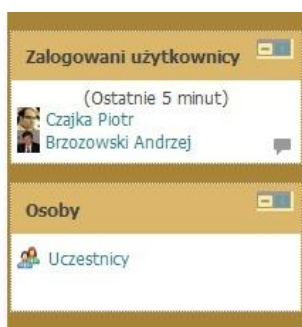 Zalogowani użytkownicy
(Ostatnie 5 minut)
Czajka Piotr
Brzozowski Andrzej
Osoby
Uczestnicy